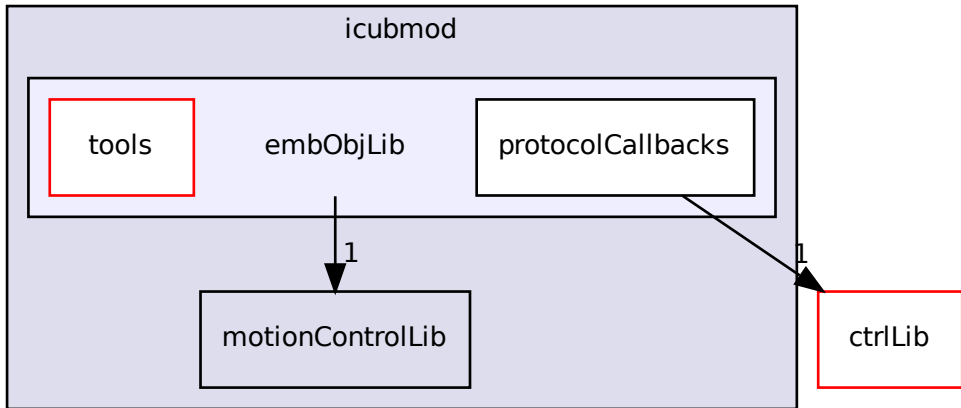 icubmod
tools
embObjLib
protocolCallbacks
1
1
motionControlLib
ctrlLib